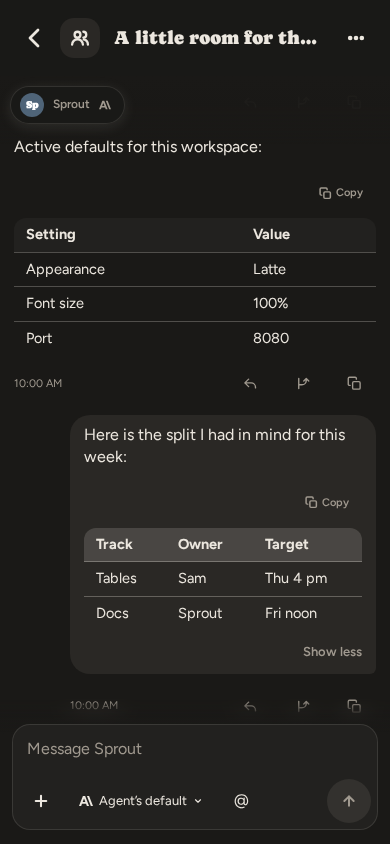 A little room for th...
Sp Sprout A\
Active defaults for this workspace:
Copy
Setting Value
Appearance Latte
Font size 100%
Port 8080
10:00 AM
Here is the split I had in mind for this
week:
Copy
Track Owner Target
Tables Sam Thu 4 pm
Docs Sprout Fri noon
Show less
10:00 AM
Message Sprout
A\ Agent's default
@